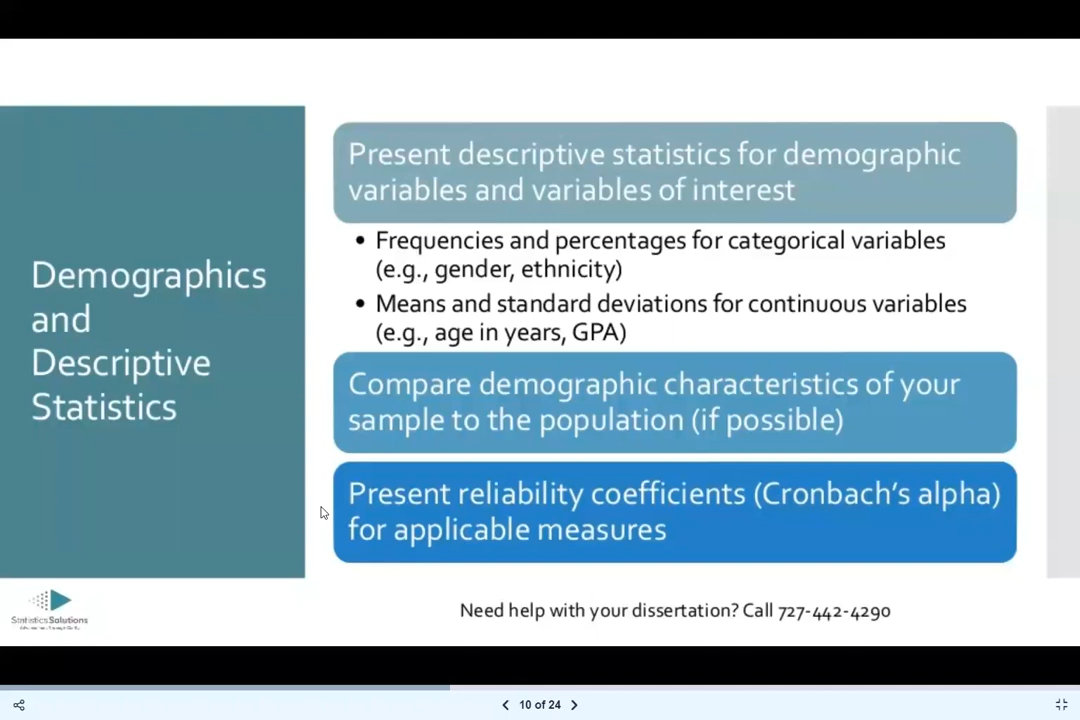 Demographics
and
Descriptive
Statistics
Present descriptive statistics for demographic
variables and variables of interest
• Frequencies and percentages for categorical variables
(e.g., gender, ethnicity)
• Means and standard deviations for continuous variables
(e.g., age in years, GPA)
Compare demographic characteristics of your
sample to the population (if possible)
Present reliability coefficients (Cronbach's alpha)
for applicable measures
StatisticsSolutions
Need help with your dissertation? Call 727-442-4290
10 of 24